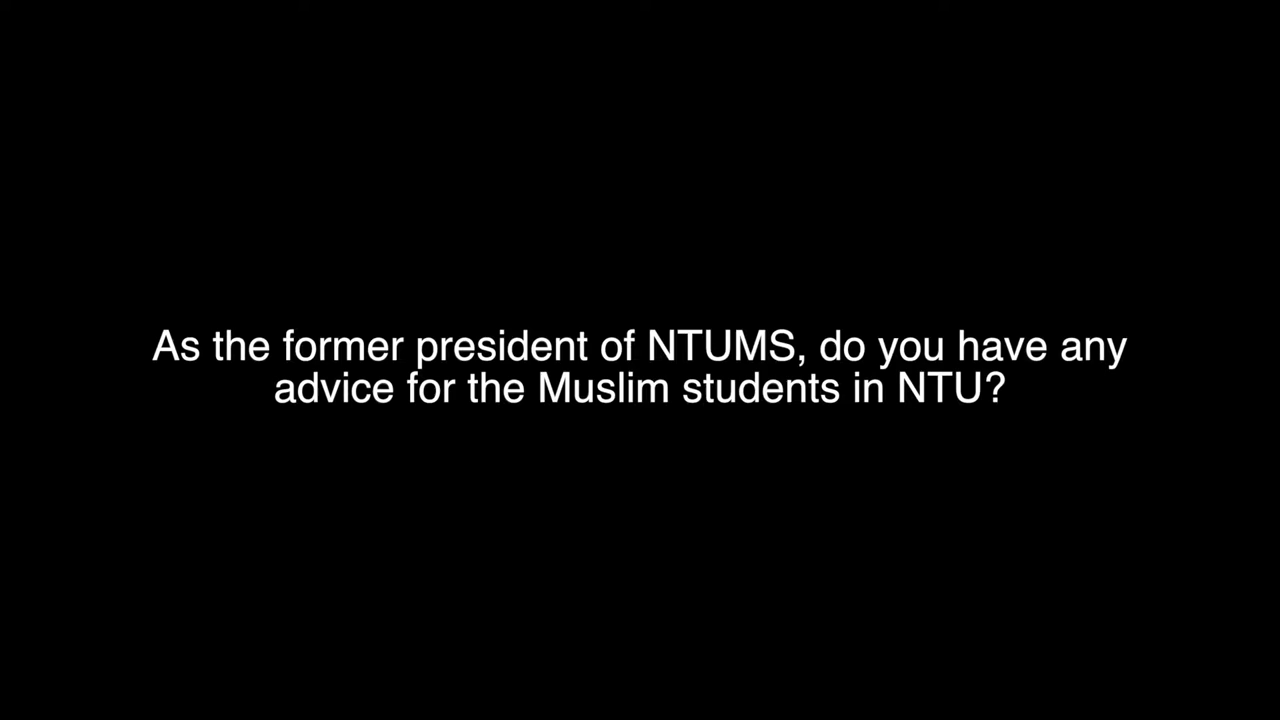 As the former president of NTUMS, do you have any
advice for the Muslim students in NTU?